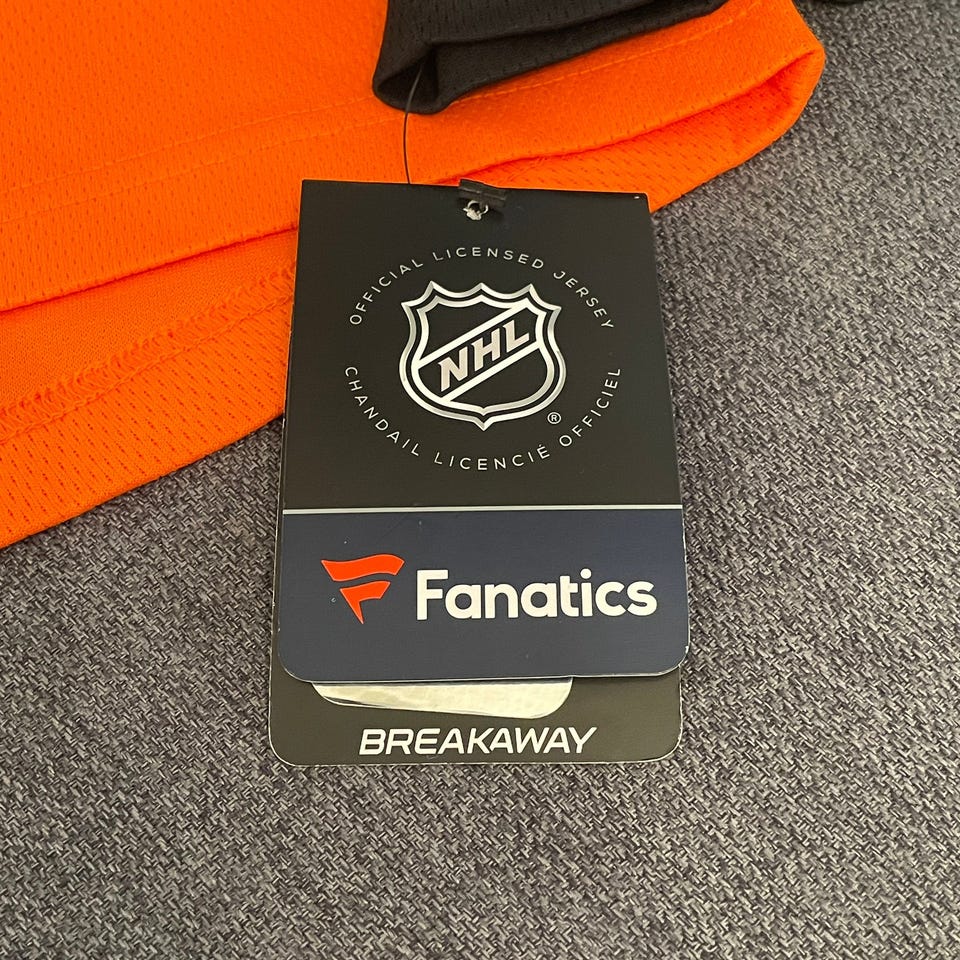 OFFICIAL LICENSED JERSEY
NHL
®
CHANDAIL LICENCIÉ OFFICIEL
Fanatics
BREAKAWAY